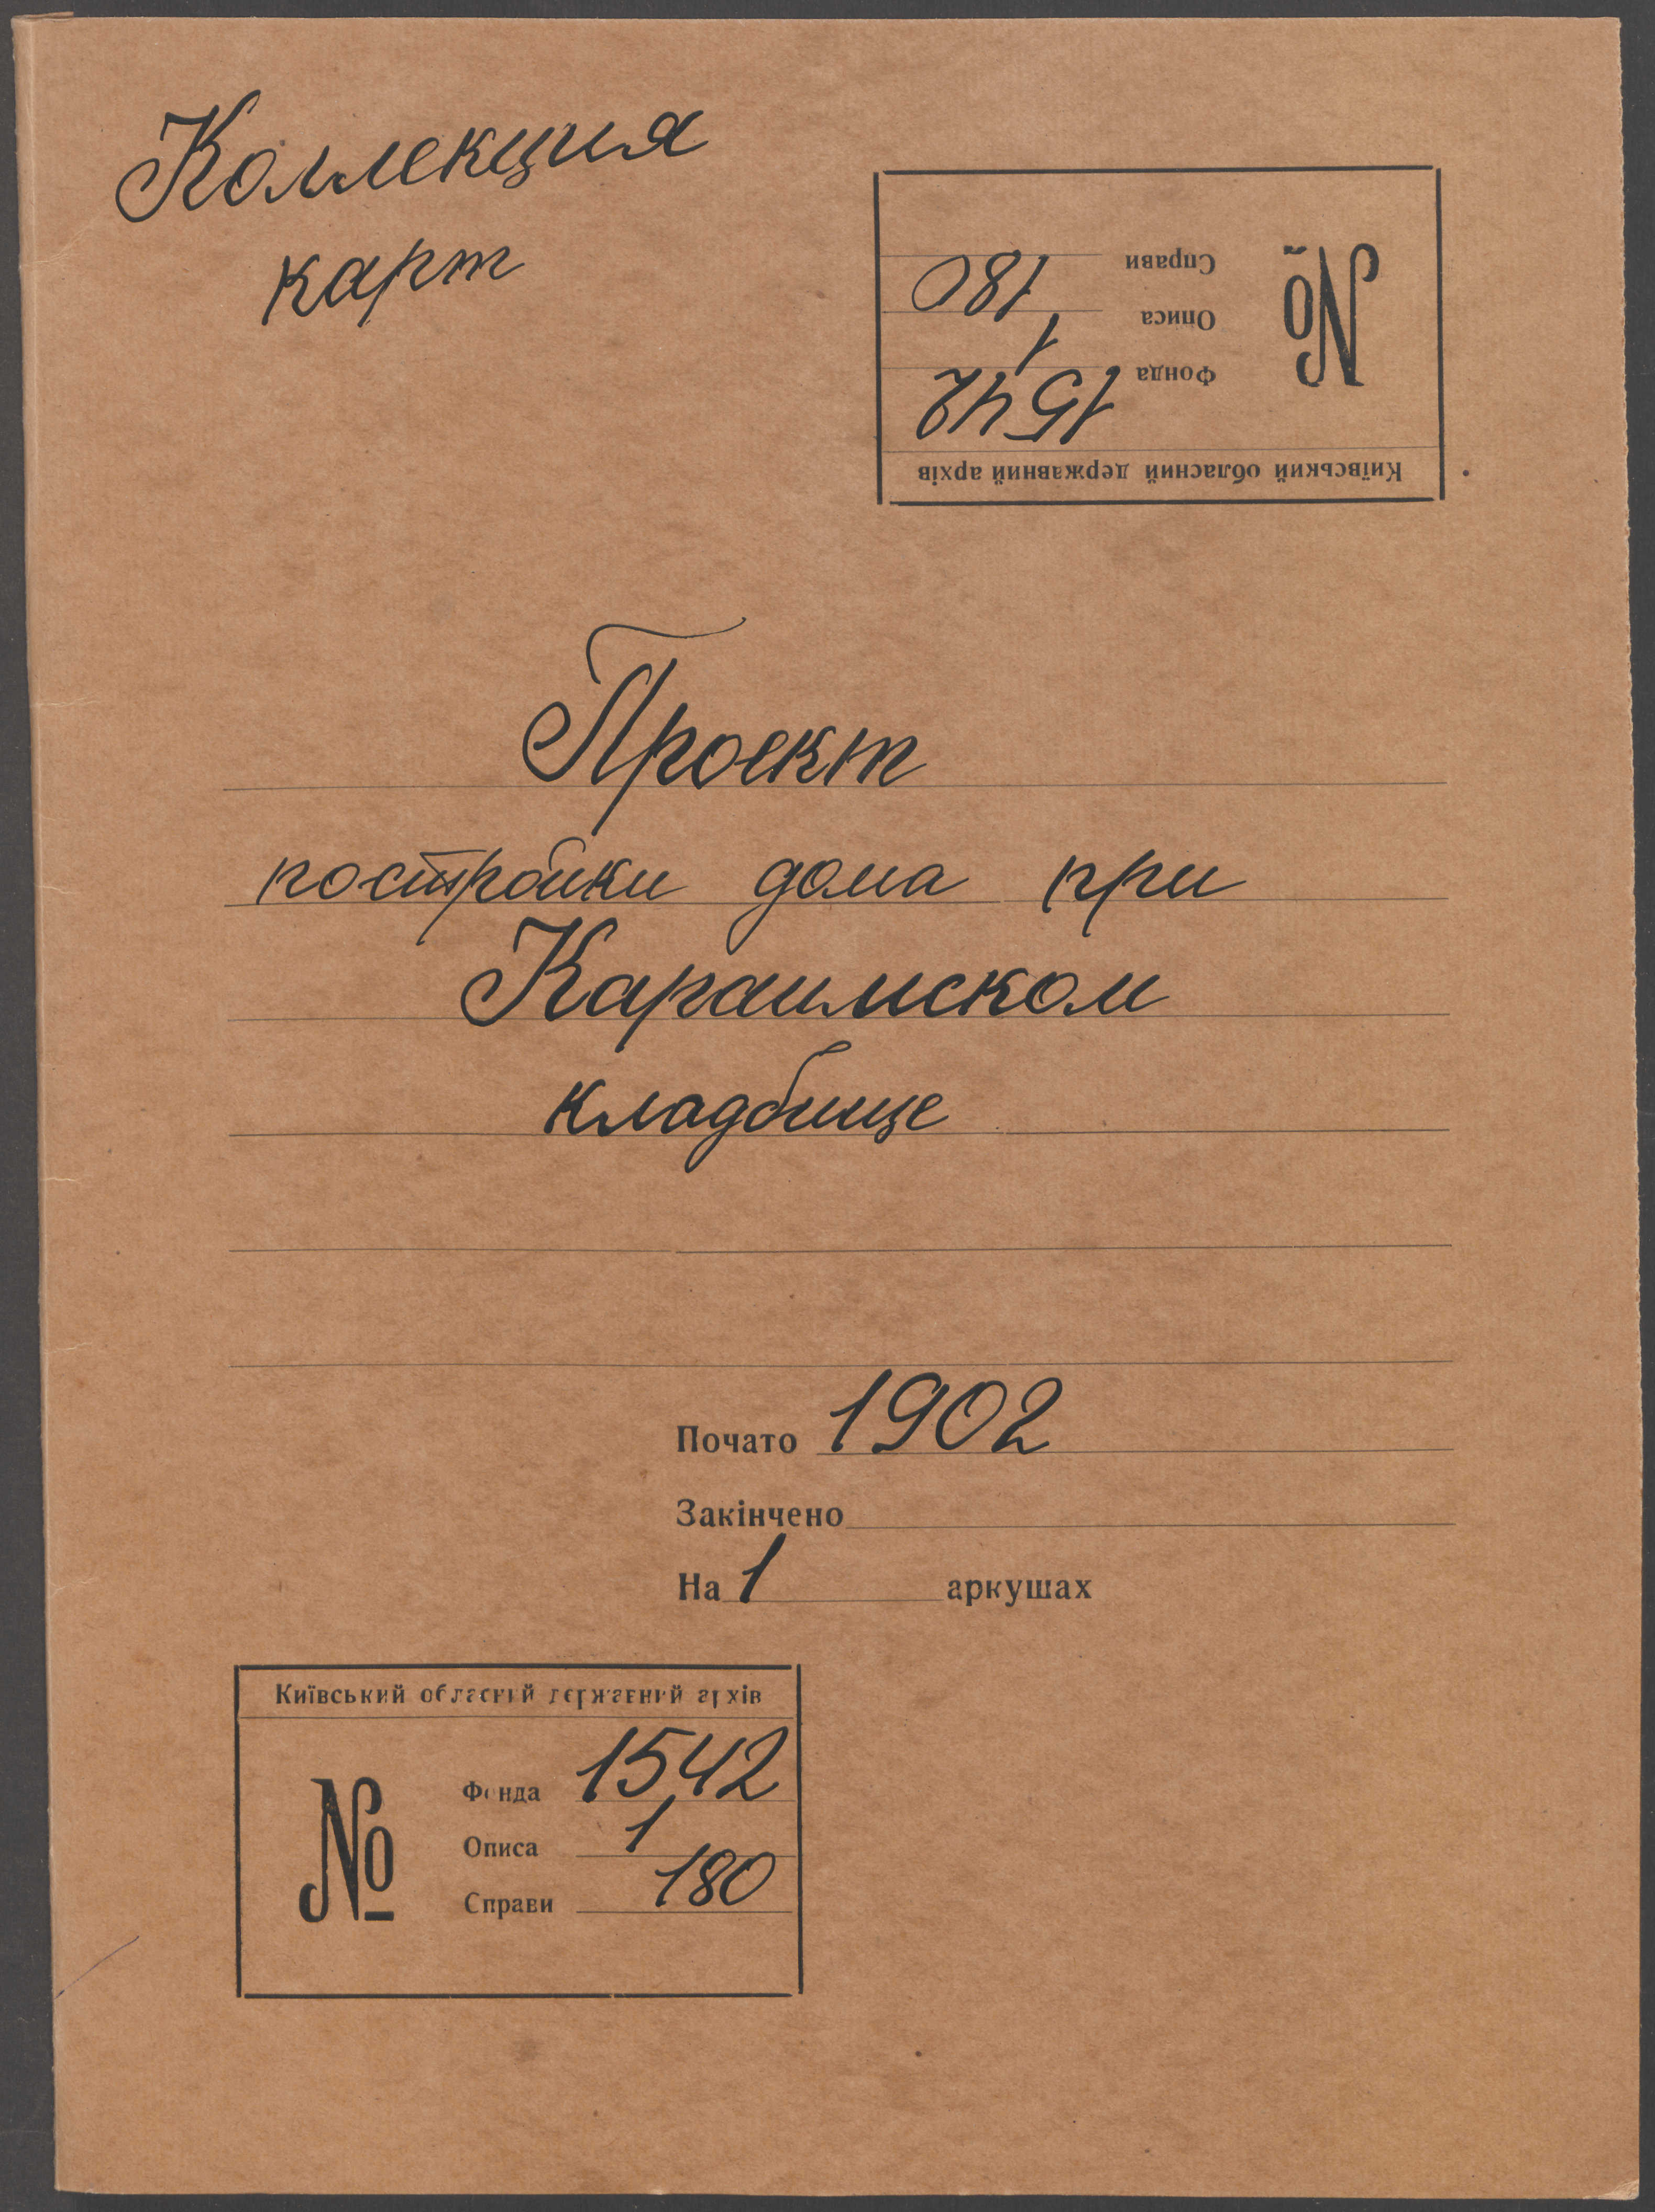 Коллекция
карт
Київський обласний державний архів
№
Фонда 1542
Описа 1
Справи 180
Проект
постройки дома при
Караимском
кладбище
Почато 1902
Закінчено
На 1 аркушах
Київський обласний державний архів
№
Фонда 1542
Описа 1
Справи 180